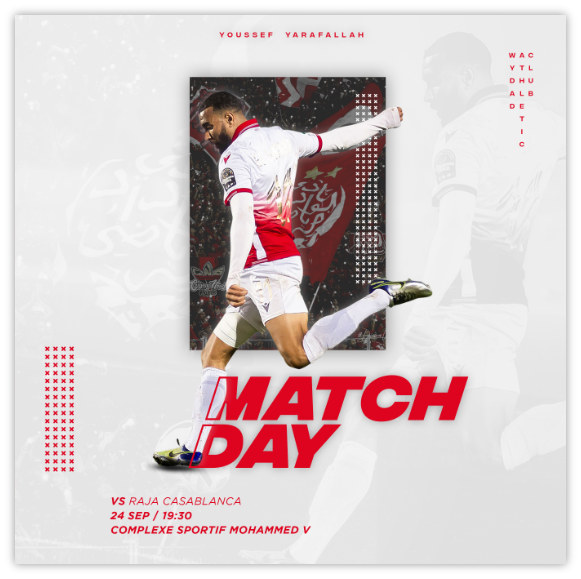 YOUSSEF YARAFALLAH
WYDAD
ATHLETIC
CLUB
MATCH
DAY
VS RAJA CASABLANCA
24 SEP / 19:30
COMPLEXE SPORTIF MOHAMMED V